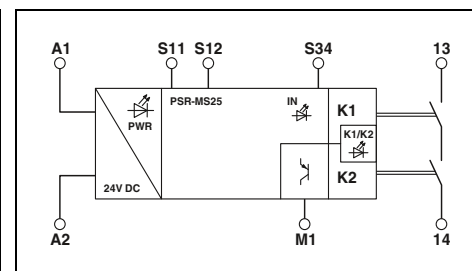 A1 S11 S12 S34 13
PSR-MS25 IN K1
PWR K1/K2
24V DC K2
A2 M1 14